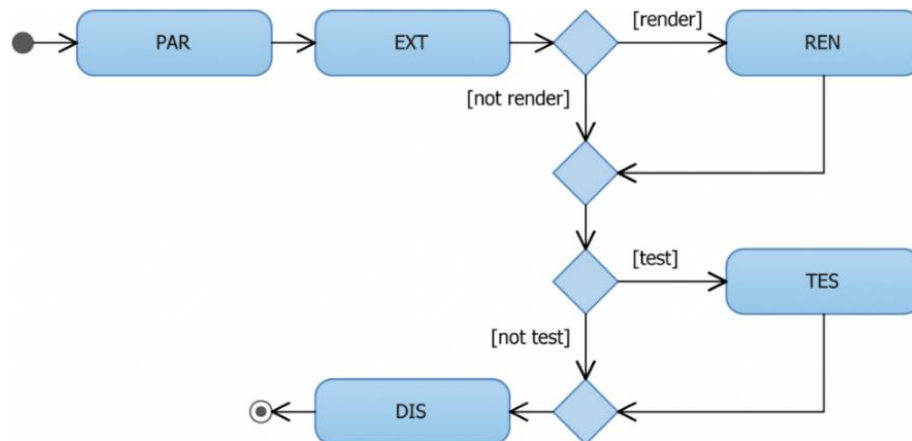 PAR
EXT
[render]
REN
[not render]
[test]
TES
[not test]
DIS